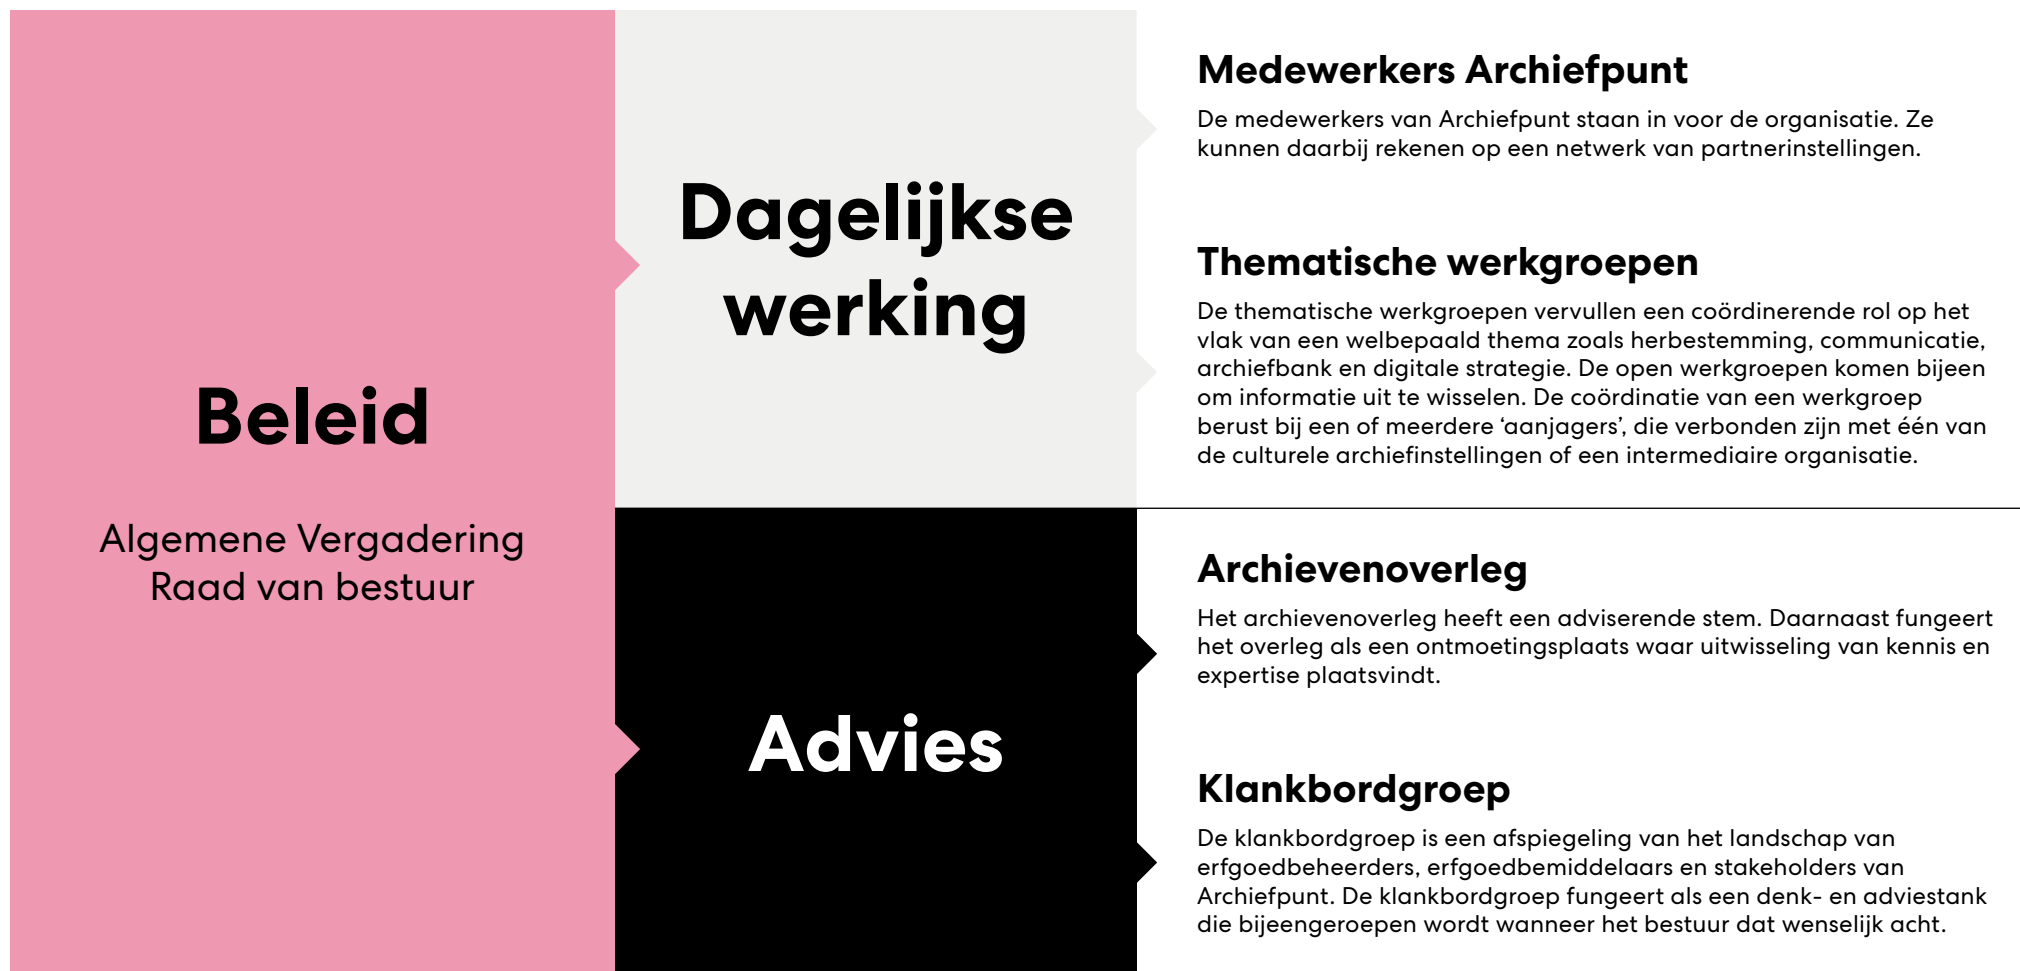 Beleid
Algemene Vergadering
Raad van bestuur
Dagelijkse
werking
Medewerkers Archiefpunt
De medewerkers van Archiefpunt staan in voor de organisatie. Ze
kunnen daarbij rekenen op een netwerk van partnerinstellingen.
Thematische werkgroepen
De thematische werkgroepen vervullen een coördinerende rol op het
vlak van een welbepaald thema zoals herbestemming, communicatie,
archiefbank en digitale strategie. De open werkgroepen komen bijeen
om informatie uit te wisselen. De coördinatie van een werkgroep
berust bij een of meerdere ‘aanjagers’, die verbonden zijn met één van
de culturele archiefinstellingen of een intermediaire organisatie.
Advies
Archievenoverleg
Het archievenoverleg heeft een adviserende stem. Daarnaast fungeert
het overleg als een ontmoetingsplaats waar uitwisseling van kennis en
expertise plaatsvindt.
Klankbordgroep
De klankbordgroep is een afspiegeling van het landschap van
erfgoedbeheerders, erfgoedbemiddelaars en stakeholders van
Archiefpunt. De klankbordgroep fungeert als een denk- en adviestank
die bijeengeroepen wordt wanneer het bestuur dat wenselijk acht.